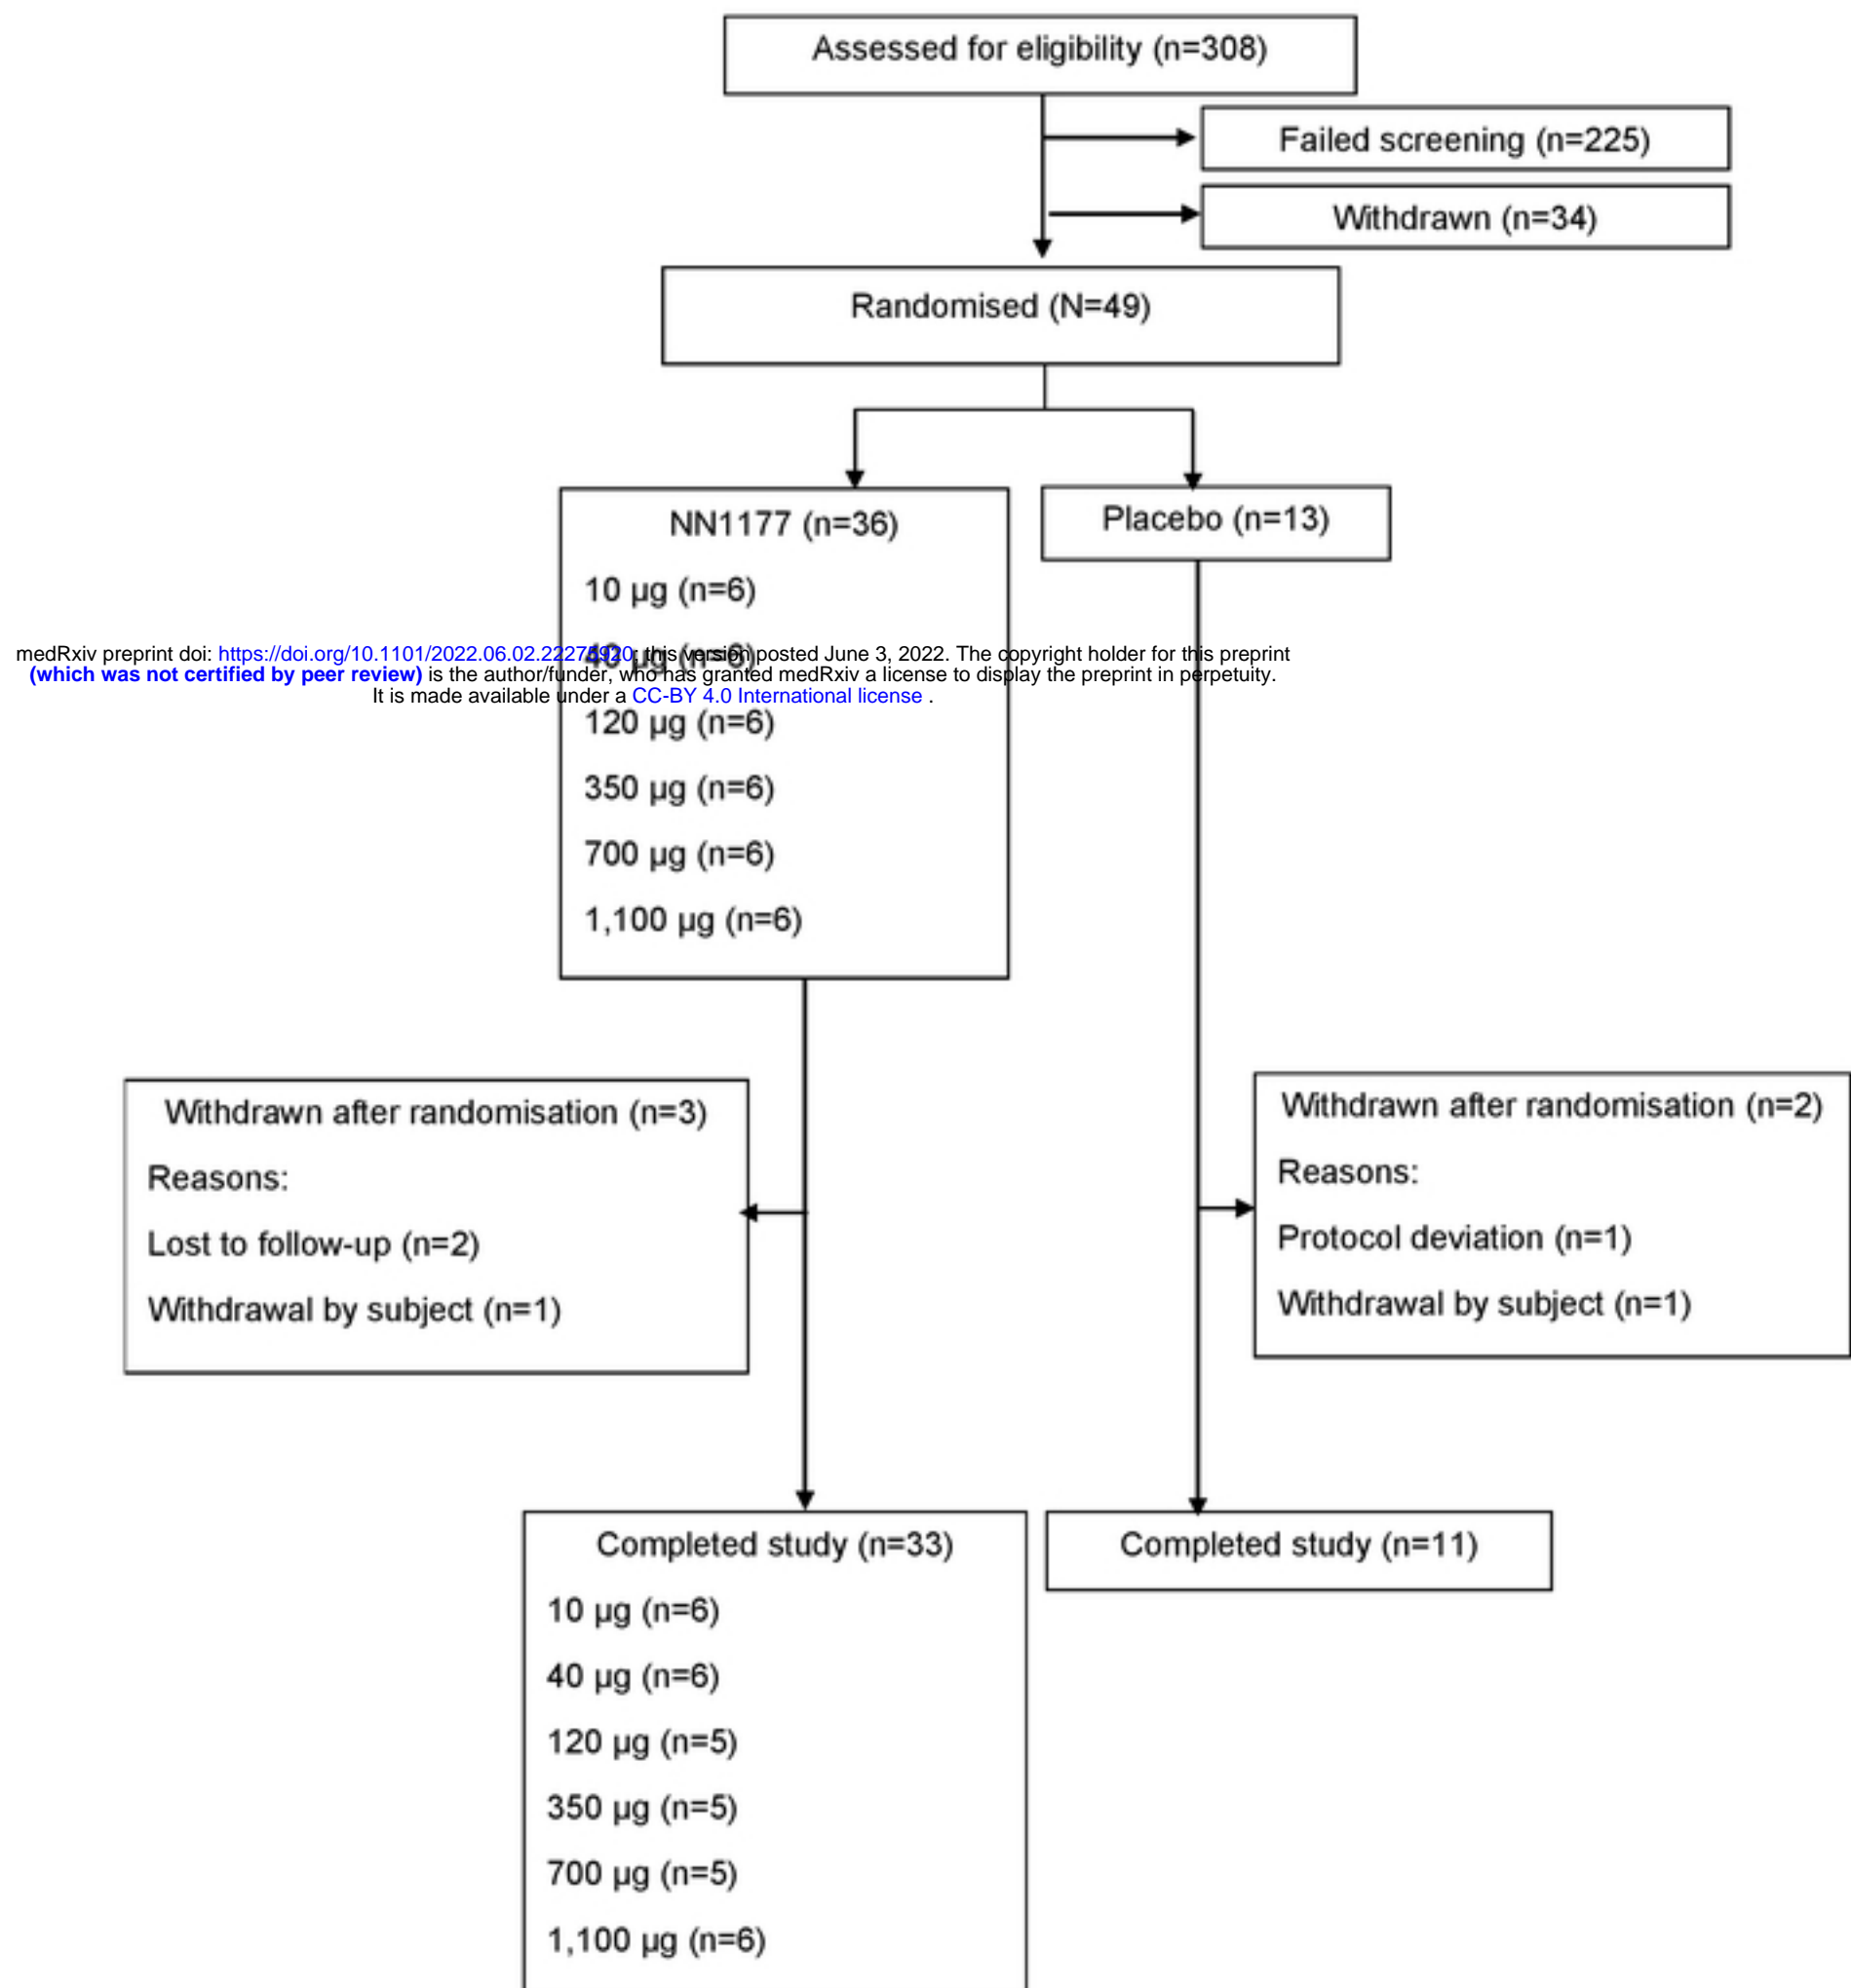 Assessed for eligibility (n=308)
Failed screening (n=225)
Withdrawn (n=34)
Randomised (N=49)
NN1177 (n=36)
10 µg (n=6)
40 µg (n=6)
120 µg (n=6)
350 µg (n=6)
700 µg (n=6)
1,100 µg (n=6)
Placebo (n=13)
medRxiv preprint doi: https://doi.org/10.1101/2022.06.02.22275920; this version posted June 3, 2022. The copyright holder for this preprint
(which was not certified by peer review) is the author/funder, who has granted medRxiv a license to display the preprint in perpetuity.
It is made available under a CC-BY 4.0 International license .
Withdrawn after randomisation (n=3)
Reasons:
Lost to follow-up (n=2)
Withdrawal by subject (n=1)
Withdrawn after randomisation (n=2)
Reasons:
Protocol deviation (n=1)
Withdrawal by subject (n=1)
Completed study (n=33)
10 µg (n=6)
40 µg (n=6)
120 µg (n=5)
350 µg (n=5)
700 µg (n=5)
1,100 µg (n=6)
Completed study (n=11)